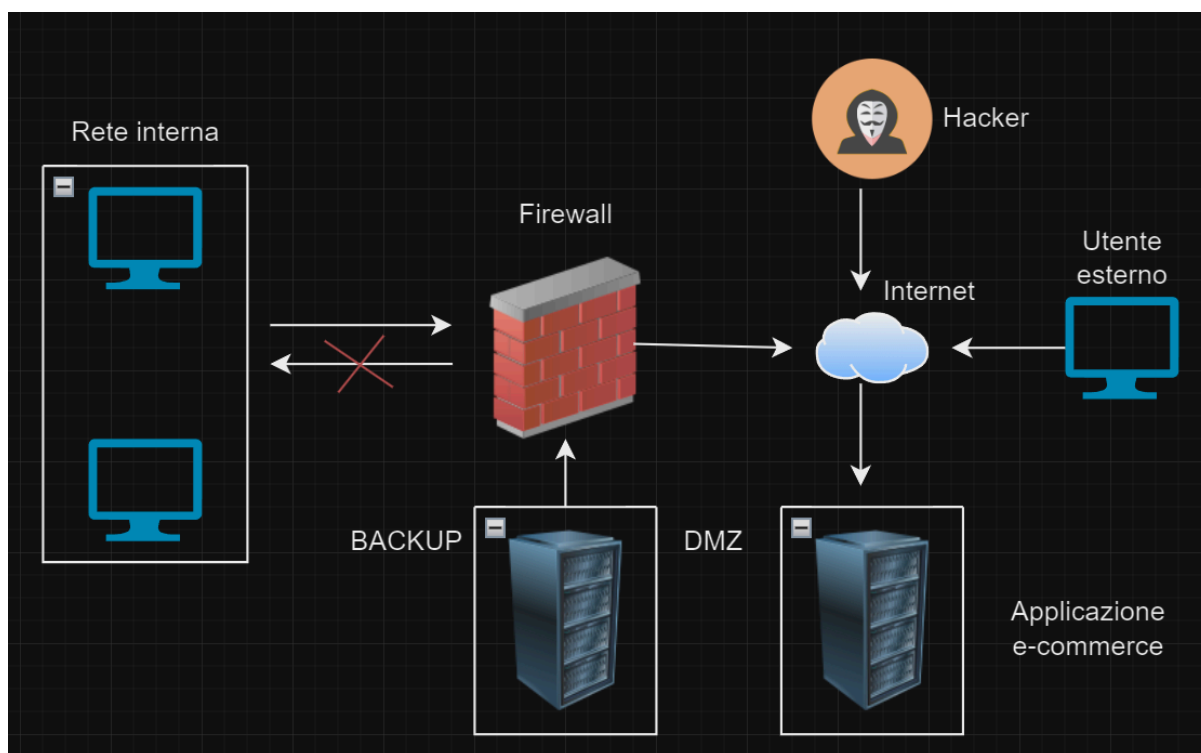 Rete interna
Hacker
Firewall
Utente
esterno
Internet
BACKUP
DMZ
Applicazione
e-commerce